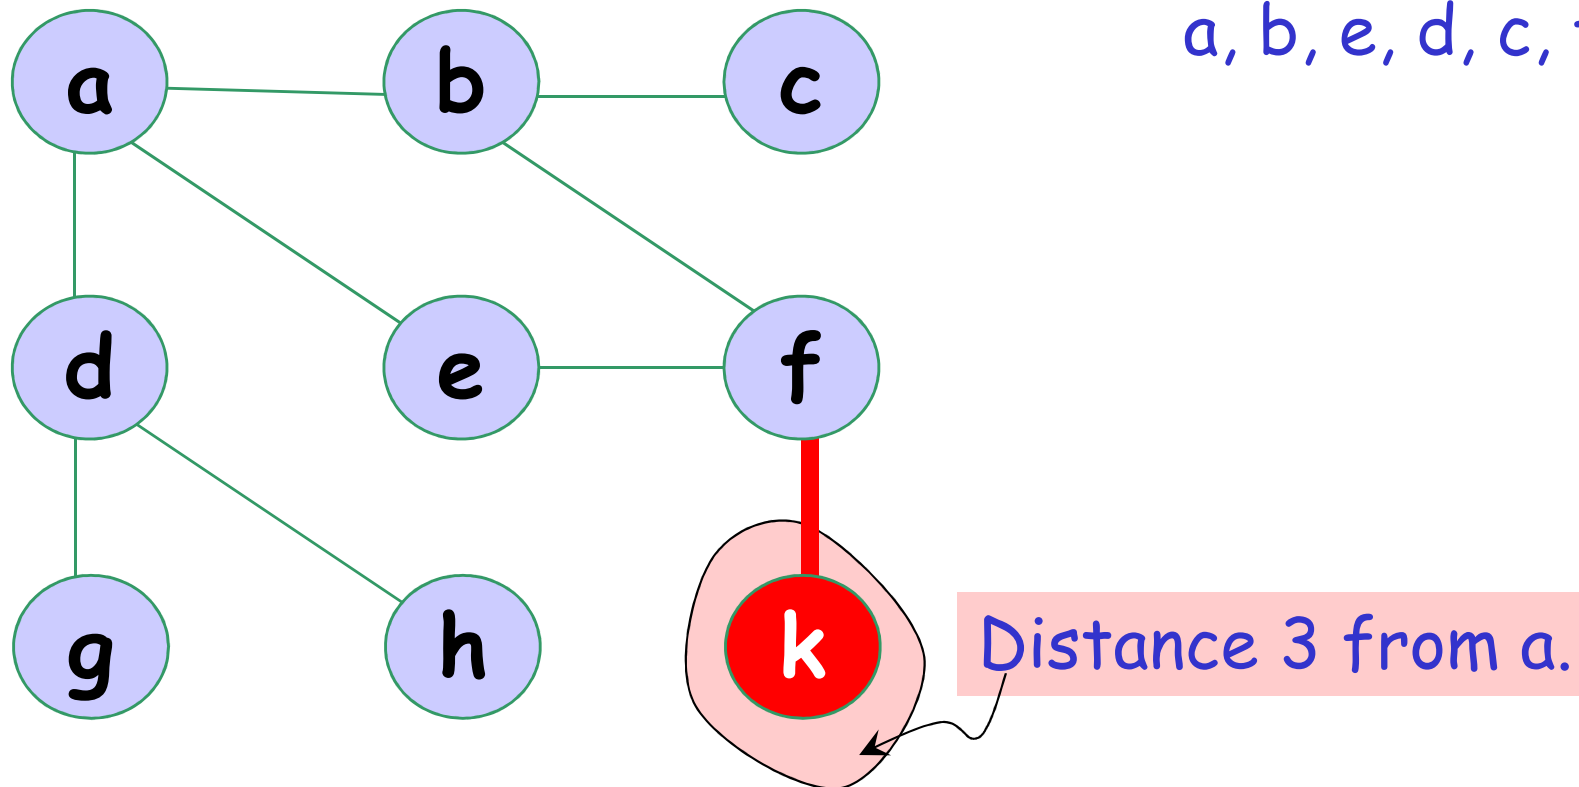 a b c
a, b, e, d, c,
d e f
g h k
Distance 3 from a.